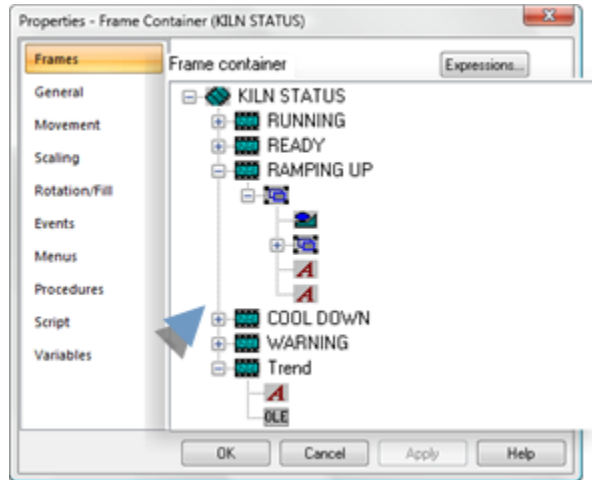 Properties - Frame Container (KILN STATUS)
Frames
General
Movement
Scaling
Rotation/Fill
Events
Menus
Procedures
Script
Variables
Frame container
Expressions...
KILN STATUS
RUNNING
READY
RAMPING UP
A
A
COOL DOWN
WARNING
Trend
A
OLE
OK
Cancel
Apply
Help